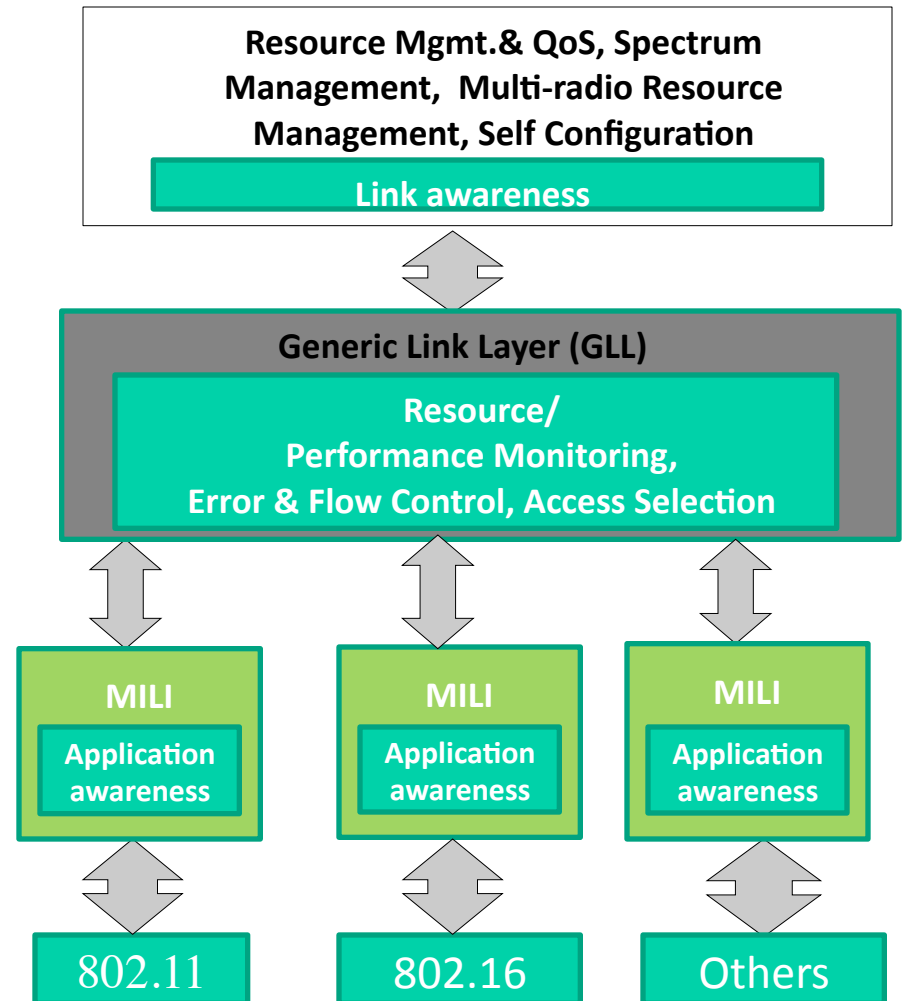 Resource Mgmt.& QoS, Spectrum
Management, Multi-radio Resource
Management, Self Configuration
Link awareness
Generic Link Layer (GLL)
Resource/
Performance Monitoring,
Error & Flow Control, Access Selection
MILI
Application
awareness
MILI
Application
awareness
MILI
Application
awareness
802.11
802.16
Others